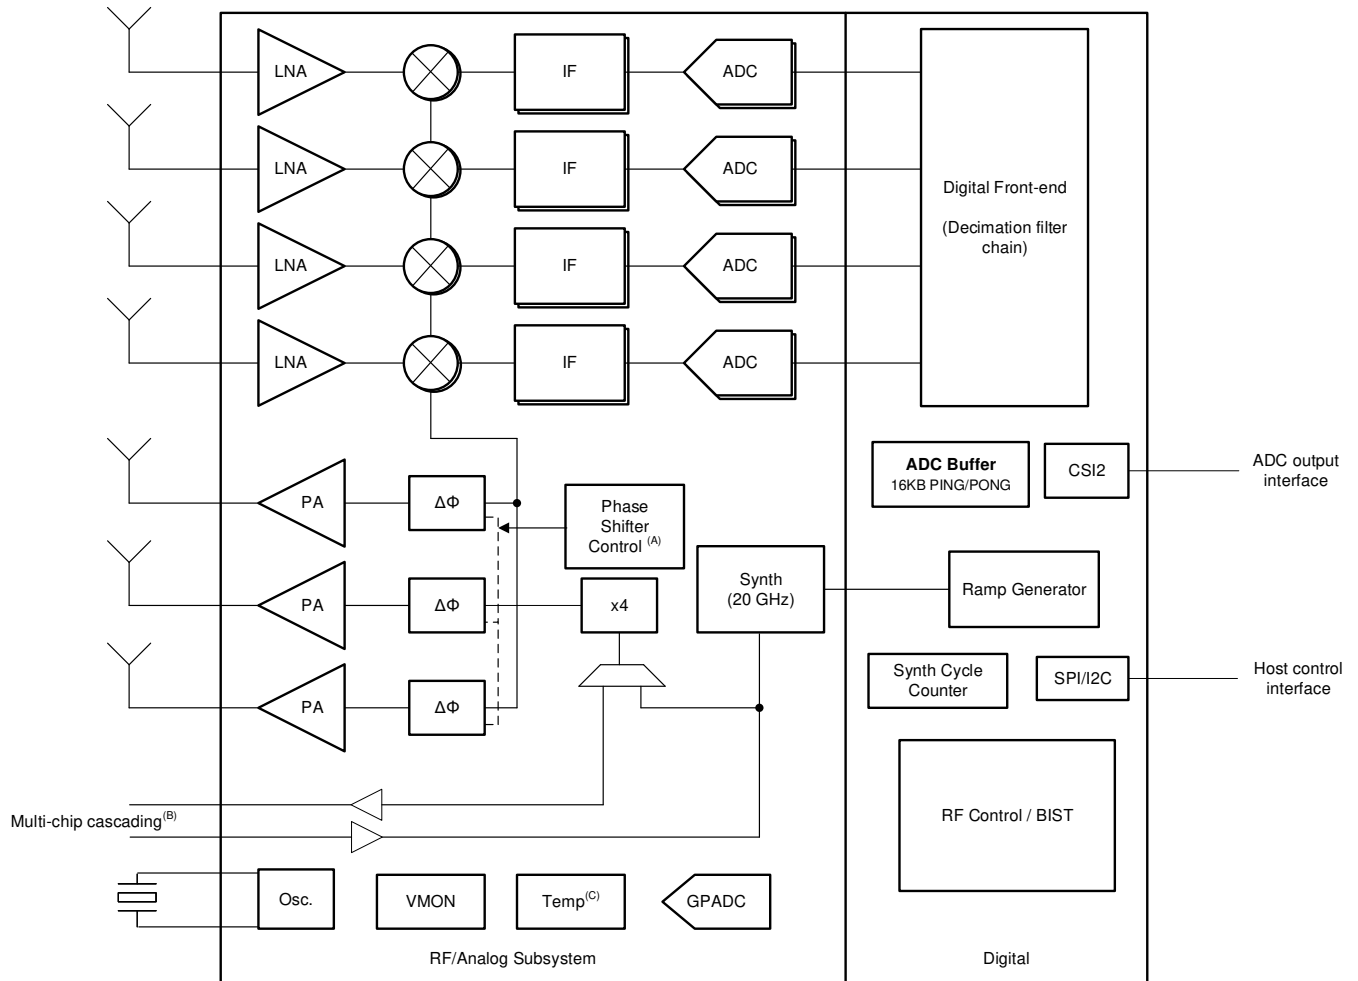 LNA
IF
ADC
LNA
IF
ADC
Digital Front-end
(Decimation filter
chain)
LNA
IF
ADC
LNA
IF
ADC
ADC Buffer
16KB PING/PONG
CSI2
ADC output
interface
PA
ΔΦ
Phase
Shifter
Control (A)
PA
ΔΦ
x4
Synth
(20 GHz)
Ramp Generator
Synth Cycle
Counter
SPI/I2C
Host control
interface
PA
ΔΦ
Multi-chip cascading(B)
RF Control / BIST
Osc.
VMON
Temp(C)
GPADC
RF/Analog Subsystem
Digital